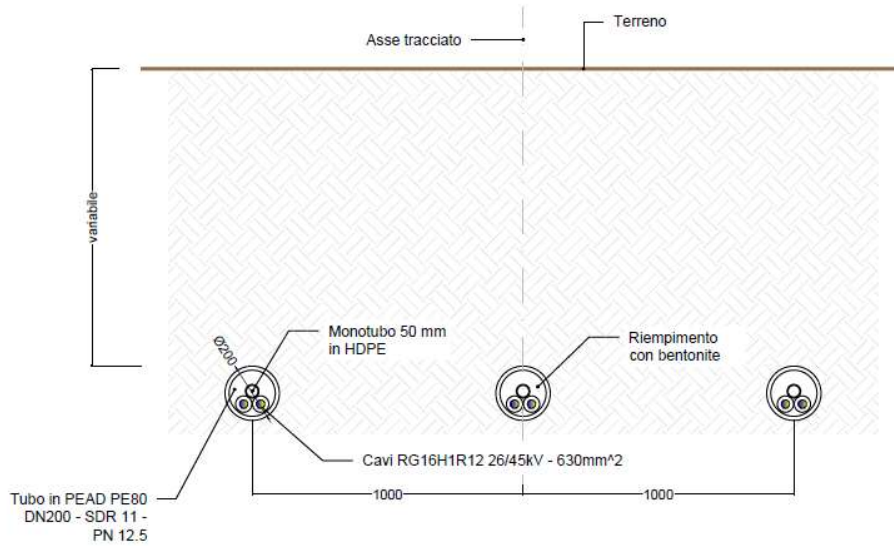 Asse tracciato
Terreno
variabile
Ø200
Monotubo 50 mm
in HDPE
Riempimento
con bentonite
Cavi RG16H1R12 26/45kV - 630mm^2
1000
1000
Tubo in PEAD PE80
DN200 - SDR 11 -
PN 12.5